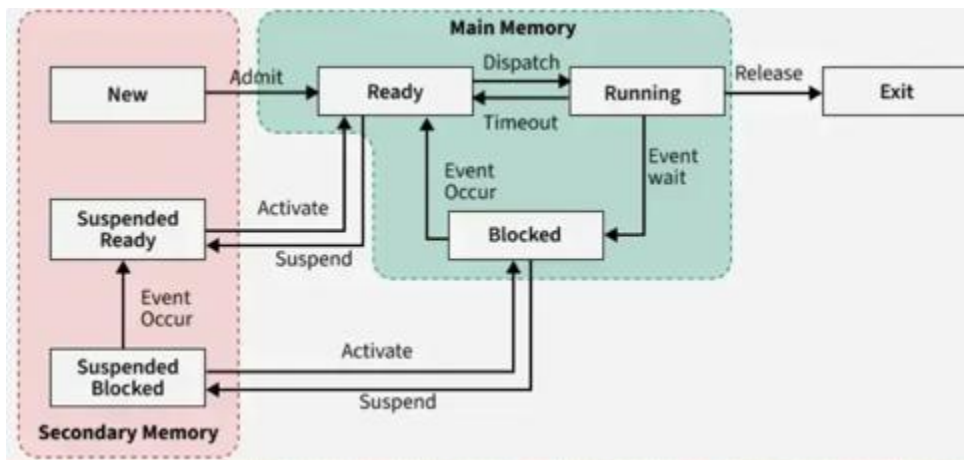 Main Memory
New
Admit
Ready
Dispatch
Timeout
Running
Release
Exit
Event
wait
Event
Occur
Blocked
Suspended
Ready
Activate
Suspend
Event
Occur
Suspended
Blocked
Activate
Suspend
Secondary Memory